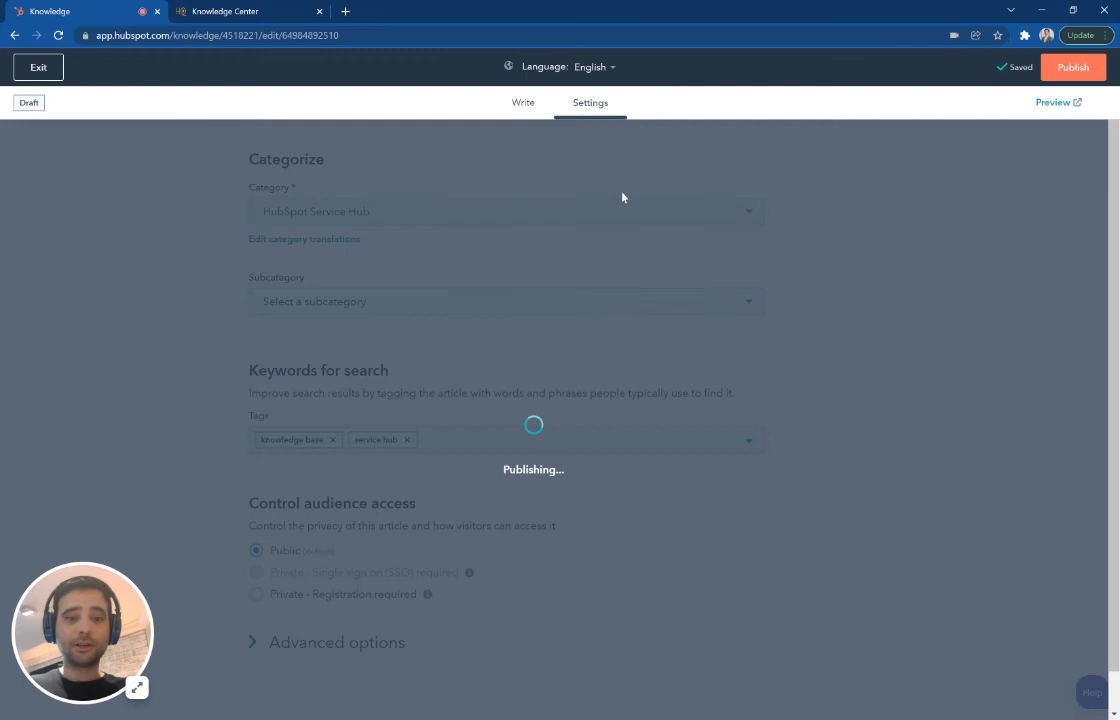 Knowledge
Knowledge Center
app.hubspot.com/knowledge/4518221/edit/64984892510
Update
Exit
Language: English
Saved
Publish
Draft
Write
Settings
Preview
Categorize
Category *
HubSpot Service Hub
Edit category translations
Subcategory
Select a subcategory
Keywords for search
Improve search results by tagging the article with words and phrases people typically use to find it.
Tags
knowledge base
service hub
Publishing...
Control audience access
Control the privacy of this article and how visitors can access it
Public (default)
Private - Single sign on (SSO) required
Private - Registration required
Advanced options
Help